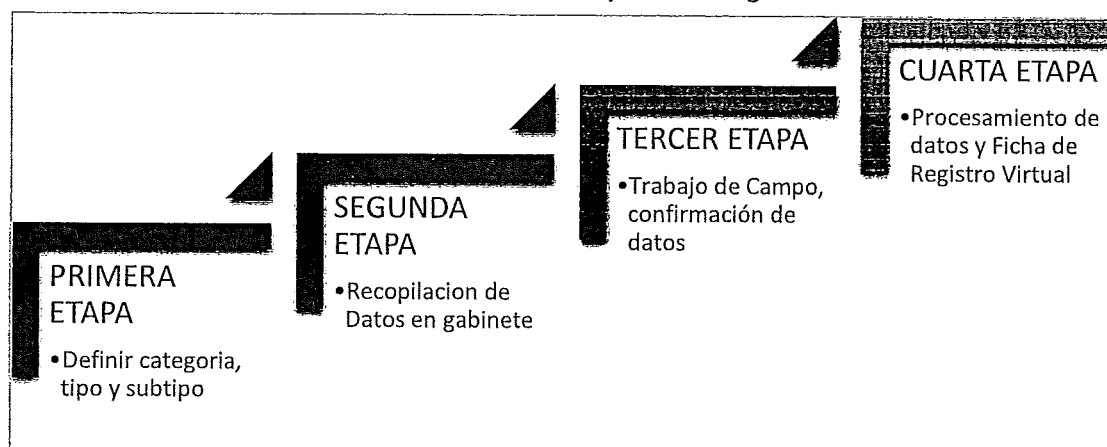 PRIMERA
ETAPA
•Definir categoria,
tipo y subtipo
SEGUNDA
ETAPA
•Recopilacion de
Datos en gabinete
TERCER ETAPA
•Trabajo de Campo,
confirmación de
datos
CUARTA ETAPA
•Procesamiento de
datos y Ficha de
Registro Virtual